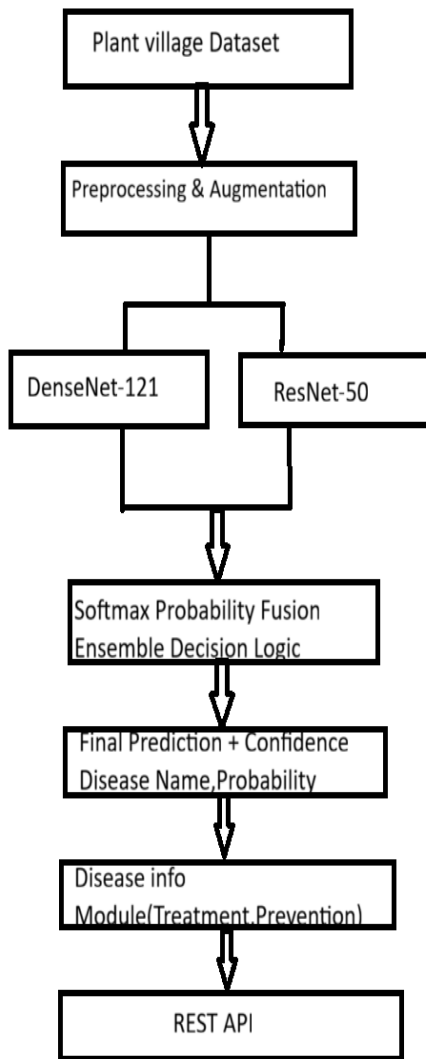 Plant village Dataset
Preprocessing & Augmentation
DenseNet-121
ResNet-50
Softmax Probability Fusion
Ensemble Decision Logic
Final Prediction + Confidence
Disease Name,Probability
Disease info
Module(Treatment,Prevention)
REST API